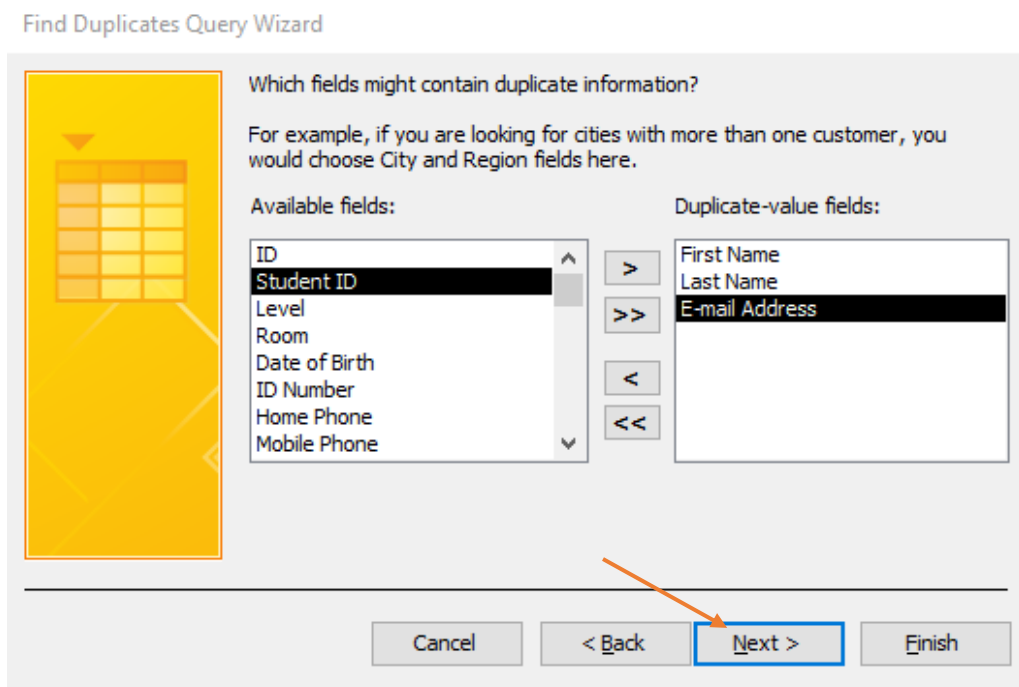 Find Duplicates Query Wizard
Which fields might contain duplicate information?
For example, if you are looking for cities with more than one customer, you
would choose City and Region fields here.
Available fields:
ID
Student ID
Level
Room
Date of Birth
ID Number
Home Phone
Mobile Phone
>
>>
<
<<
Duplicate-value fields:
First Name
Last Name
E-mail Address
Cancel
< Back
Next >
Finish